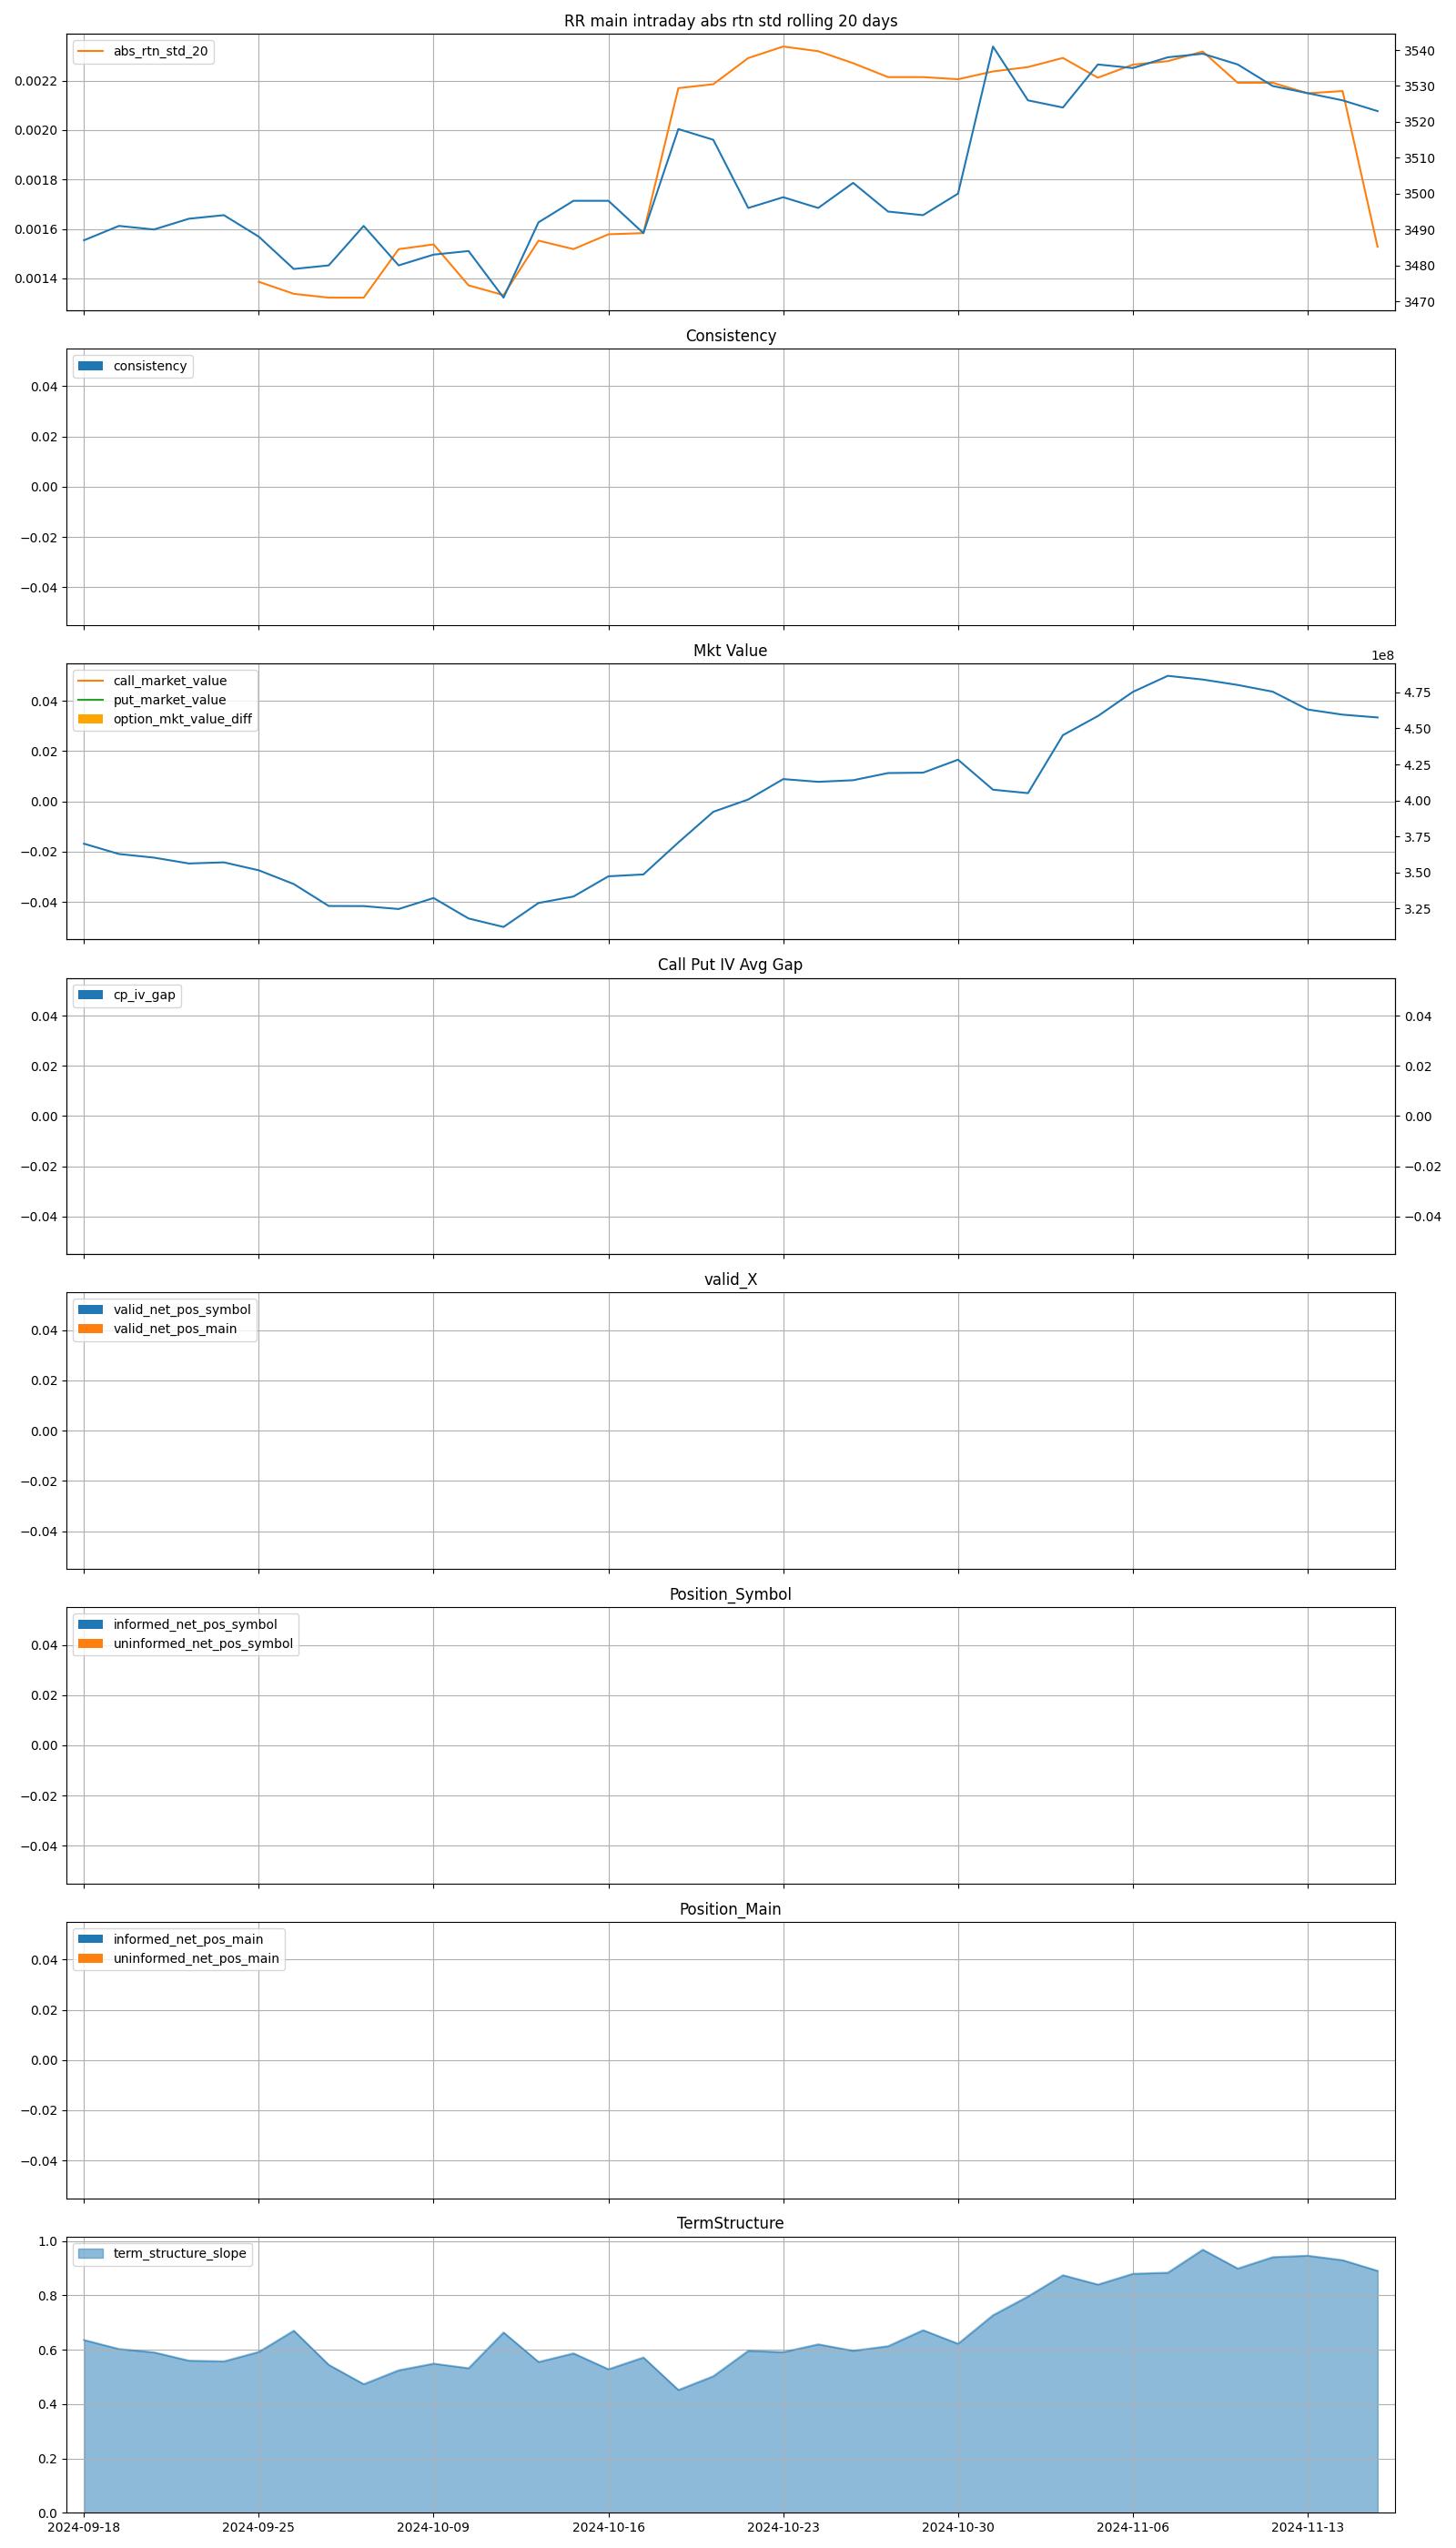 RR main intraday abs rtn std rolling 20 days
abs_rtn_std_20
0.0022
0.0020
0.0018
0.0016
0.0014
3540
3530
3520
3510
3500
3490
3480
3470
Consistency
consistency
0.04
0.02
0.00
−0.02
−0.04
Mkt Value
1e8
call_market_value
put_market_value
option_mkt_value_diff
0.04
0.02
0.00
−0.02
−0.04
4.75
4.50
4.25
4.00
3.75
3.50
3.25
Call Put IV Avg Gap
cp_iv_gap
0.04
0.02
0.00
−0.02
−0.04
0.04
0.02
0.00
−0.02
−0.04
valid_X
valid_net_pos_symbol
valid_net_pos_main
0.04
0.02
0.00
−0.02
−0.04
Position_Symbol
informed_net_pos_symbol
uninformed_net_pos_symbol
0.04
0.02
0.00
−0.02
−0.04
Position_Main
informed_net_pos_main
uninformed_net_pos_main
0.04
0.02
0.00
−0.02
−0.04
TermStructure
term_structure_slope
1.0
0.8
0.6
0.4
0.2
0.0
2024-09-18 2024-09-25 2024-10-09 2024-10-16 2024-10-23 2024-10-30 2024-11-06 2024-11-13